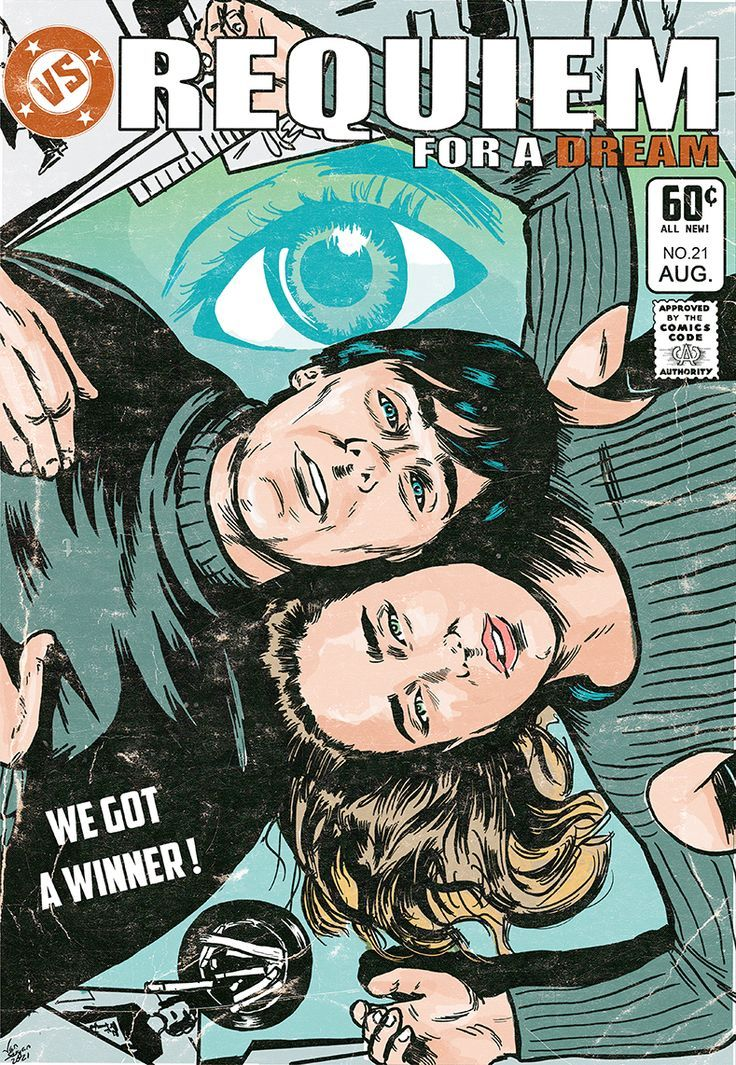 VS
REQUIEM
FOR A DREAM
60¢
ALL NEW!
NO.21
AUG.
APPROVED
BY THE
COMICS
CODE
AUTHORITY
WE GOT
A WINNER!
2021